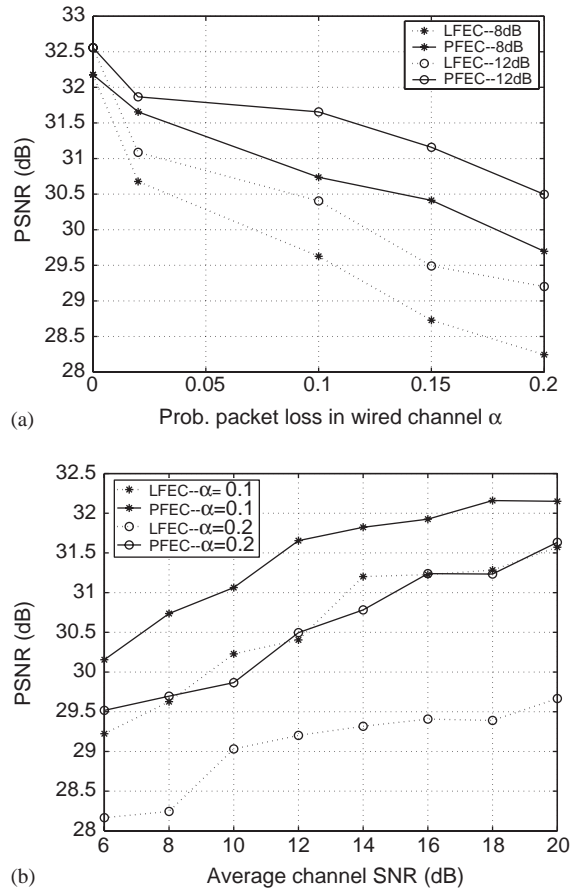 33
32.5
32
31.5
31
30.5
30
29.5
29
28.5
28
PSNR (dB)
LFEC--8dB
PFEC--8dB
LFEC--12dB
PFEC--12dB
0
0.05
0.1
0.15
0.2
(a)
Prob. packet loss in wired channel α
32.5
32
31.5
31
30.5
30
29.5
29
28.5
28
PSNR (dB)
LFEC--α= 0.1
PFEC--α=0.1
LFEC--α=0.2
PFEC--α=0.2
6
8
10
12
14
16
18
20
(b)
Average channel SNR (dB)